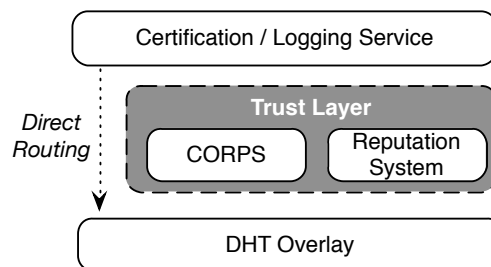 Certification / Logging Service
Trust Layer
Direct
Routing
CORPS
Reputation
System
DHT Overlay